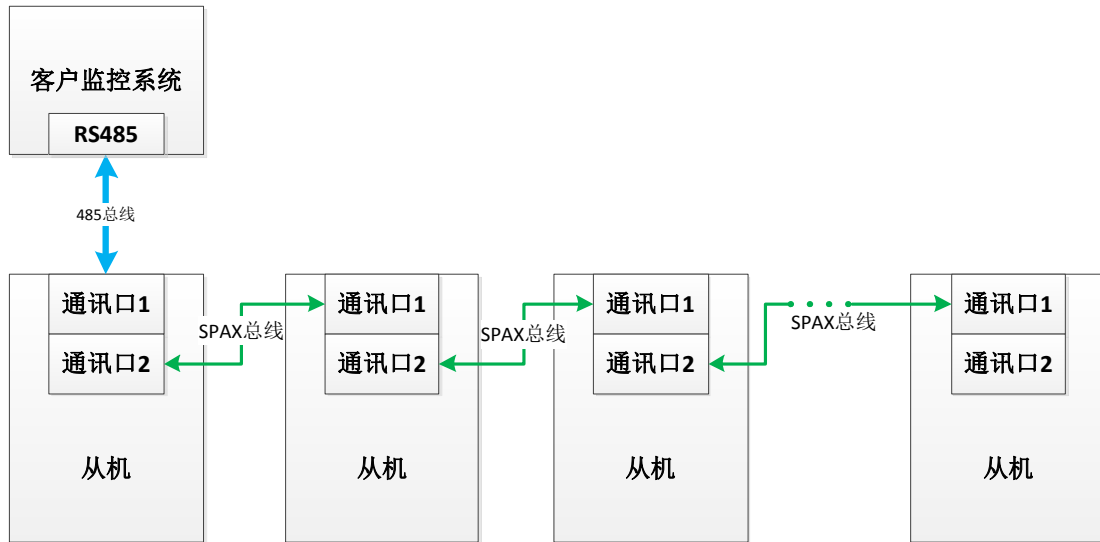 客户监控系统
RS485
485总线
通讯口1
通讯口1
通讯口1
通讯口1
SPAX总线
SPAX总线
SPAX总线
通讯口2
通讯口2
通讯口2
通讯口2
从机
从机
从机
从机